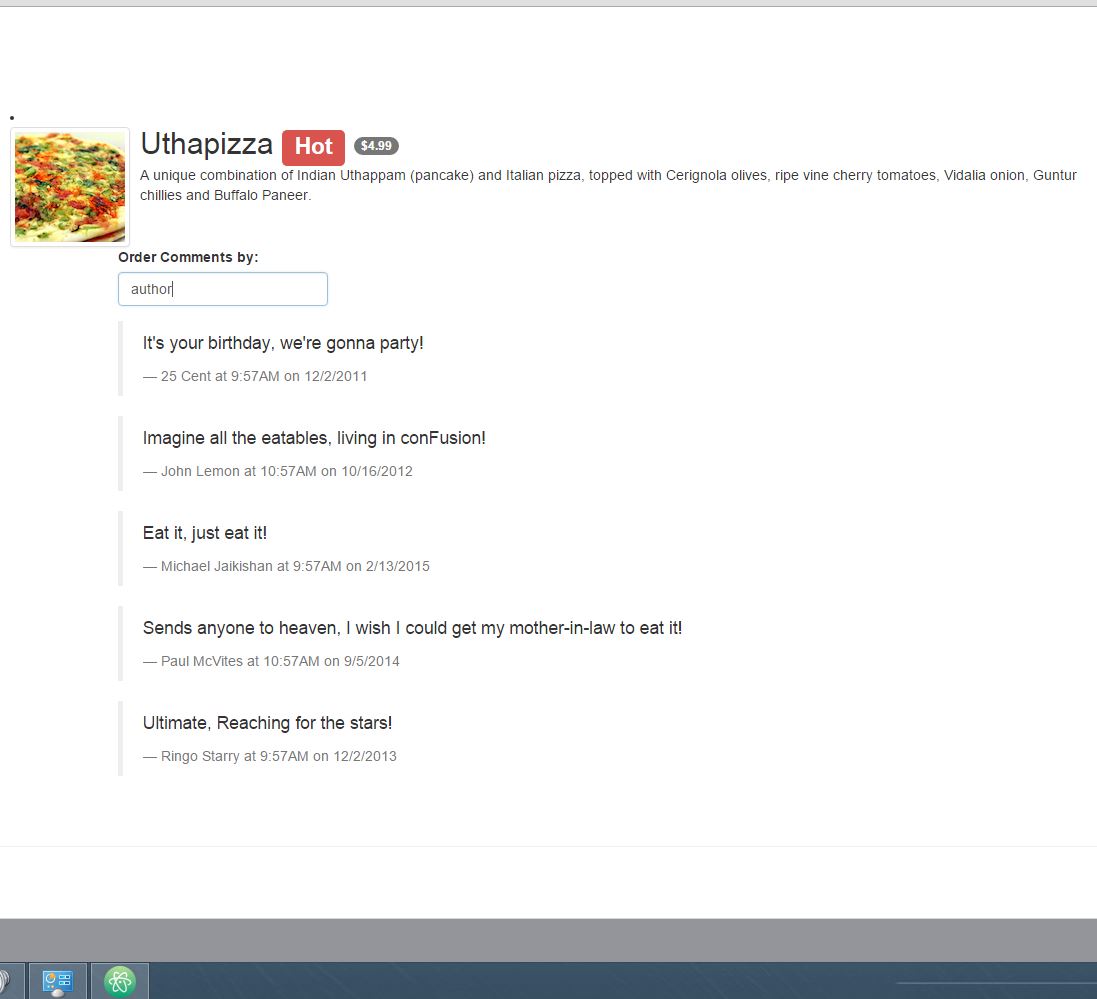 Uthapizza Hot $4.99
A unique combination of Indian Uthappam (pancake) and Italian pizza, topped with Cerignola olives, ripe vine cherry tomatoes, Vidalia onion, Guntur
chillies and Buffalo Paneer.
Order Comments by:
author
It's your birthday, we're gonna party!
— 25 Cent at 9:57AM on 12/2/2011
Imagine all the eatables, living in conFusion!
— John Lemon at 10:57AM on 10/16/2012
Eat it, just eat it!
— Michael Jaikishan at 9:57AM on 2/13/2015
Sends anyone to heaven, I wish I could get my mother-in-law to eat it!
— Paul McVites at 10:57AM on 9/5/2014
Ultimate, Reaching for the stars!
— Ringo Starry at 9:57AM on 12/2/2013